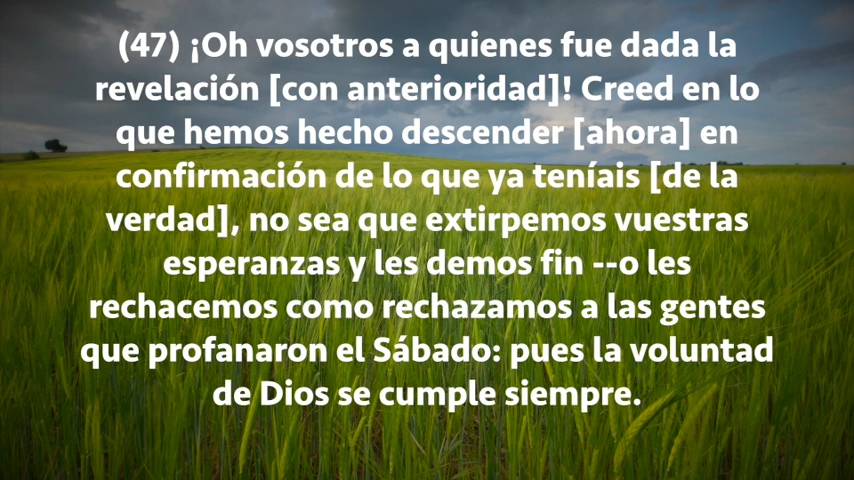 (47) ¡Oh vosotros a quienes fue dada la
revelación [con anterioridad]! Creed en lo
que hemos hecho descender [ahora] en
confirmación de lo que ya teníais [de la
verdad], no sea que extirpemos vuestras
esperanzas y les demos fin --o les
rechacemos como rechazamos a las gentes
que profanaron el Sábado: pues la voluntad
de Dios se cumple siempre.